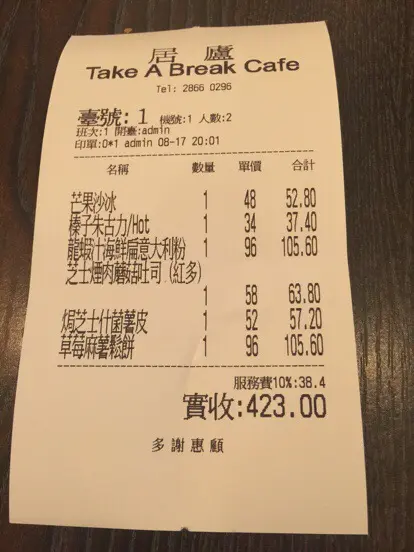 居廬
Take A Break Cafe
Tel: 2866 0296
臺號:1 機號:1 人數:2
班次:1 開臺:admin
印單:0*1 admin 08-17 20:01
名稱 數量 單價 合計
芒果沙冰 1 48 52.80
榛子朱古力/Hot 1 34 37.40
龍蝦汁海鮮扁意大利粉 1 96 105.60
芝士煙肉蘑菇吐司 (紅多)
1 58 63.80
焗芝士什菌薯皮 1 52 57.20
草莓麻薯鬆餅 1 96 105.60
服務費10%:38.4
實收:423.00
多謝惠顧